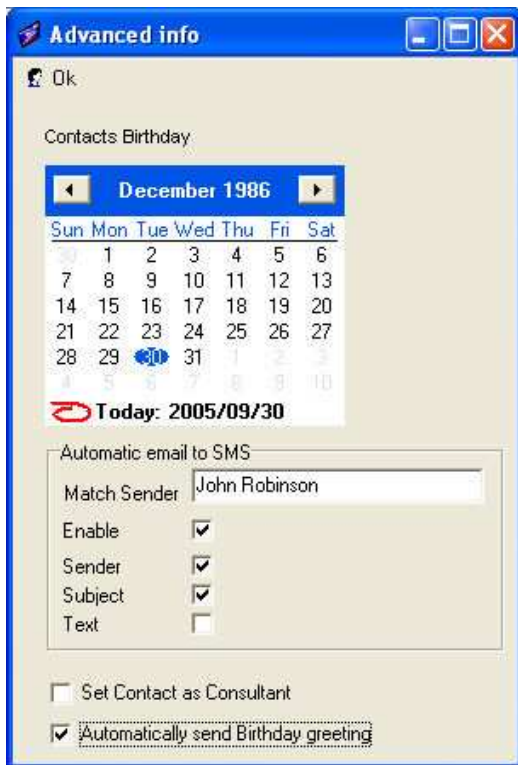 Advanced info
Ok
Contacts Birthday
December 1986
Sun Mon Tue Wed Thu Fri Sat
30 1 2 3 4 5 6
7 8 9 10 11 12 13
14 15 16 17 18 19 20
21 22 23 24 25 26 27
28 29 30 31 1 2 3
4 5 6 7 8 9 10
Today: 2005/09/30
Automatic email to SMS
Match Sender John Robinson
Enable
Sender
Subject
Text
Set Contact as Consultant
Automatically send Birthday greeting